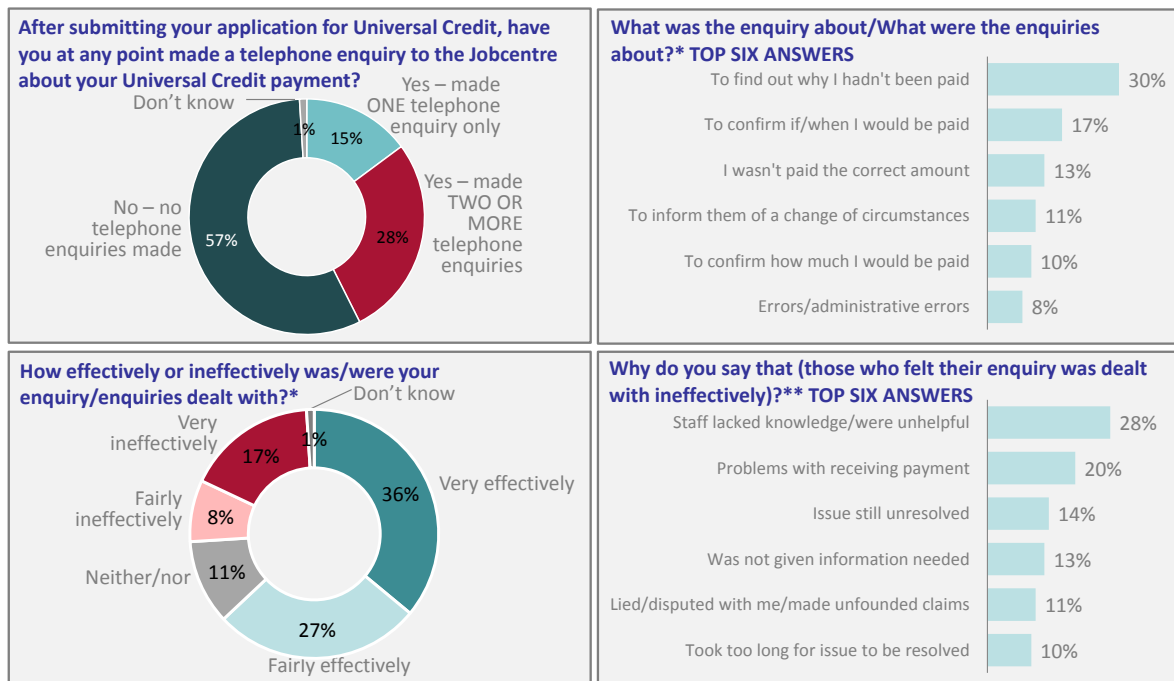 After submitting your application for Universal Credit, have
you at any point made a telephone enquiry to the Jobcentre
about your Universal Credit payment?
Don't know
1%
Yes – made
ONE telephone
enquiry only
15%
Yes – made
TWO OR
MORE
telephone
enquiries
28%
No – no
telephone
enquiries made
57%
What was the enquiry about/What were the enquiries
about?* TOP SIX ANSWERS
To find out why I hadn't been paid 30%
To confirm if/when I would be paid 17%
I wasn't paid the correct amount 13%
To inform them of a change of circumstances 11%
To confirm how much I would be paid 10%
Errors/administrative errors 8%
How effectively or ineffectively was/were your
enquiry/enquiries dealt with?*
Don't know
1%
Very
ineffectively
17%
Very effectively
36%
Fairly
ineffectively
8%
Neither/nor
11%
27%
Fairly effectively
Why do you say that (those who felt their enquiry was dealt
with ineffectively)?** TOP SIX ANSWERS
Staff lacked knowledge/were unhelpful 28%
Problems with receiving payment 20%
Issue still unresolved 14%
Was not given information needed 13%
Lied/disputed with me/made unfounded claims 11%
Took too long for issue to be resolved 10%